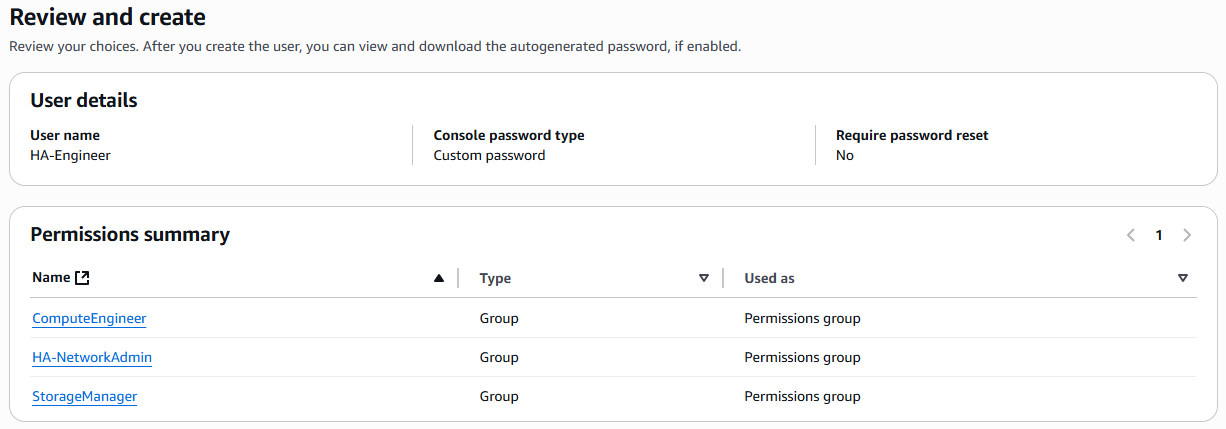 Review and create
Review your choices. After you create the user, you can view and download the autogenerated password, if enabled.
User details
User name
HA-Engineer
Console password type
Custom password
Require password reset
No
Permissions summary
1
Name Type Used as
ComputeEngineer Group Permissions group
HA-NetworkAdmin Group Permissions group
StorageManager Group Permissions group